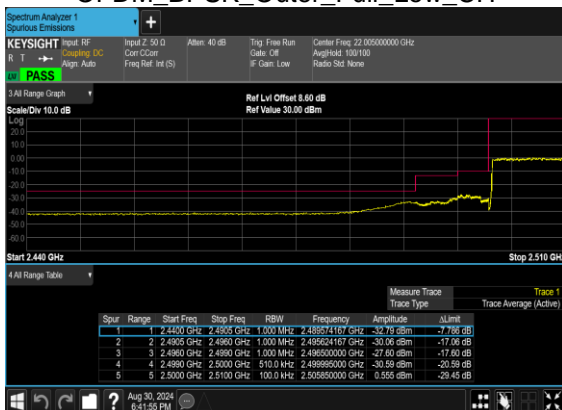 Spectrum Analyzer 1
Spurious Emissions
+
KEYSIGHT
R T
LM PASS
Input: RF
Coupling: DC
Align: Auto
Input Z: 50 Ω
Corr CCorr
Freq Ref: Int (S)
Atten: 40 dB
Trig: Free Run
Gate: Off
IF Gain: Low
Center Freq: 22.005000000 GHz
Avg|Hold: 100/100
Radio Std: None
3 All Range Graph
Scale/Div 10.0 dB
Ref Lvl Offset 8.60 dB
Ref Value 30.00 dBm
Log
20.0
10.0
0.00
-10.0
-20.0
-30.0
-40.0
-50.0
-60.0
Start 2.440 GHz
Stop 2.510 GH
4 All Range Table
Measure Trace Trace 1
Trace Type Trace Average (Active)
Spur Range Start Freq Stop Freq RBW Frequency Amplitude ΔLimit
1 1 2.4400 GHz 2.4905 GHz 1.000 MHz 2.489574167 GHz -32.79 dBm -7.786 dB
2 2 2.4905 GHz 2.4960 GHz 1.000 MHz 2.495624167 GHz -30.06 dBm -17.06 dB
3 3 2.4960 GHz 2.4990 GHz 1.000 MHz 2.496500000 GHz -27.60 dBm -17.60 dB
4 4 2.4990 GHz 2.5000 GHz 510.0 kHz 2.499995000 GHz -30.59 dBm -20.59 dB
5 5 2.5000 GHz 2.5100 GHz 100.0 kHz 2.505850000 GHz 0.555 dBm -29.45 dB
?
Aug 30, 2024
6:41:55 PM